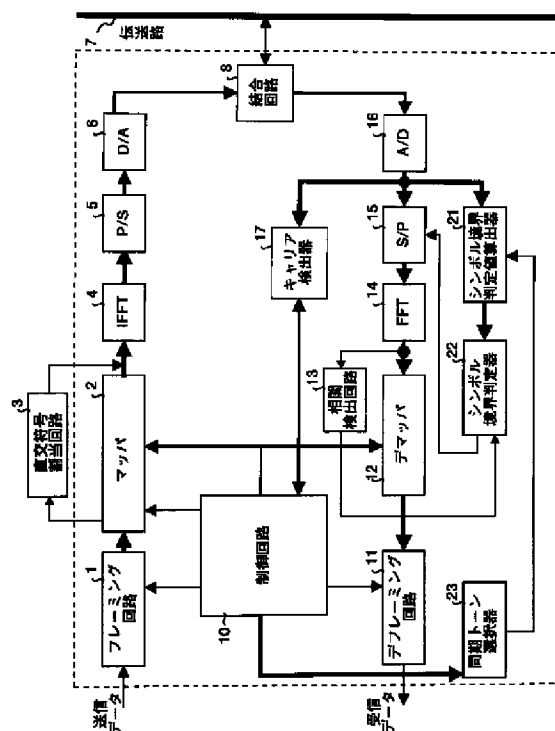 送信
データ
1
フレーミング
回路
2
マッパ
3
直交符号
割当回路
4
IFFT
5
P/S
6
D/A
7
伝送路
8
結合
回路
10
制御回路
17
キャリア
検出器
16
A/D
15
S/P
14
FFT
13
相関
検出回路
12
デマッパ
11
デフレーミング
回路
受信
データ
21
シンボル境界
判定値算出器
22
シンボル
境界判定器
23
同期トーン
選択器